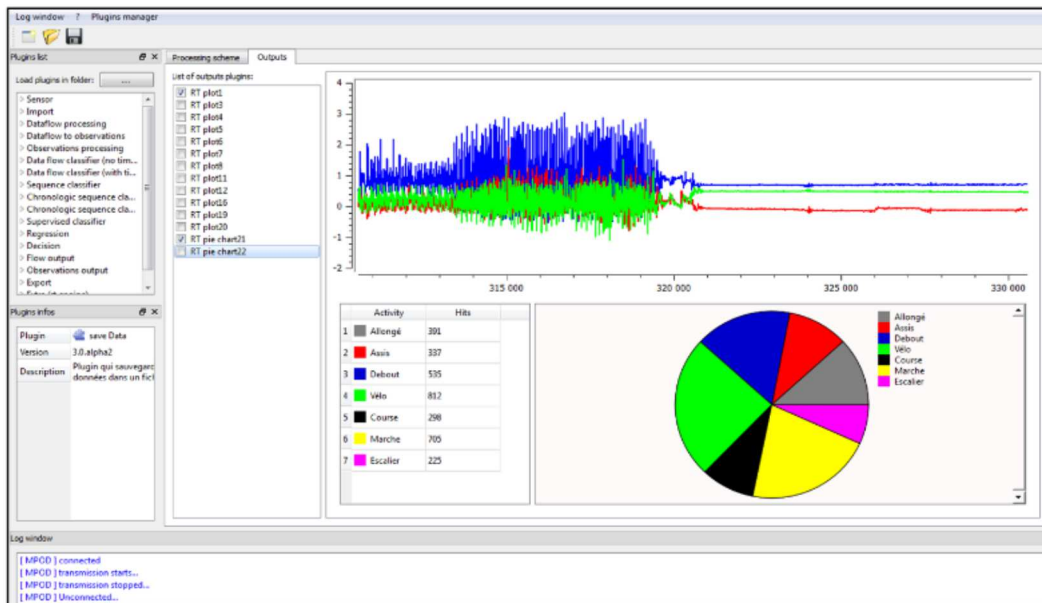 Log window ? Plugins manager
Plugins list
Load plugins in folder: ...
Sensor
Import
Dataflow processing
Dataflow to observations
Observations processing
Data flow classifier (no tim...
Data flow classifier (with ti...
Sequence classifier
Chronologic sequence cla...
Chronologic sequence cla...
Supervised classifier
Regression
Decision
Flow output
Observations output
Export
Plugins infos
Plugin save Data
Version 3.0.alpha2
Description Plugin qui sauvegarc
données dans un fict
Processing scheme Outputs
List of outputs plugins:
RT plot1
RT plot3
RT plot4
RT plot5
RT plot6
RT plot7
RT plot8
RT plot11
RT plot12
RT plot16
RT plot19
RT plot20
RT pie chart21
RT pie chart22
4
3
2
1
0
-1
-2
315 000 320 000 325 000 330 000
Activity Hits
1 Allongé 391
2 Assis 337
3 Debout 535
4 Vélo 812
5 Course 298
6 Marche 705
7 Escalier 225
Allongé
Assis
Debout
Vélo
Course
Marche
Escalier
Log window
[ MPOD ] connected
[ MPOD ] transmission starts...
[ MPOD ] transmission stopped...
[ MPOD ] Unconnected...